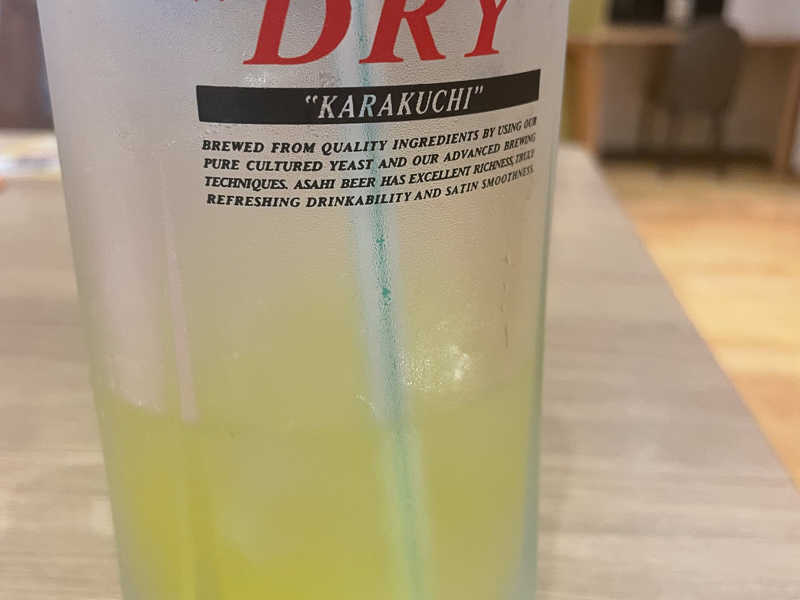 "DRY
"KARAKUCHI"
BREWED FROM QUALITY INGREDIENTS BY USING OUR
PURE CULTURED YEAST AND OUR ADVANCED BREWING
TECHNIQUES. ASAHI BEER HAS EXCELLENT RICHNESS, TRULY
REFRESHING DRINKABILITY AND SATIN SMOOTHNESS.